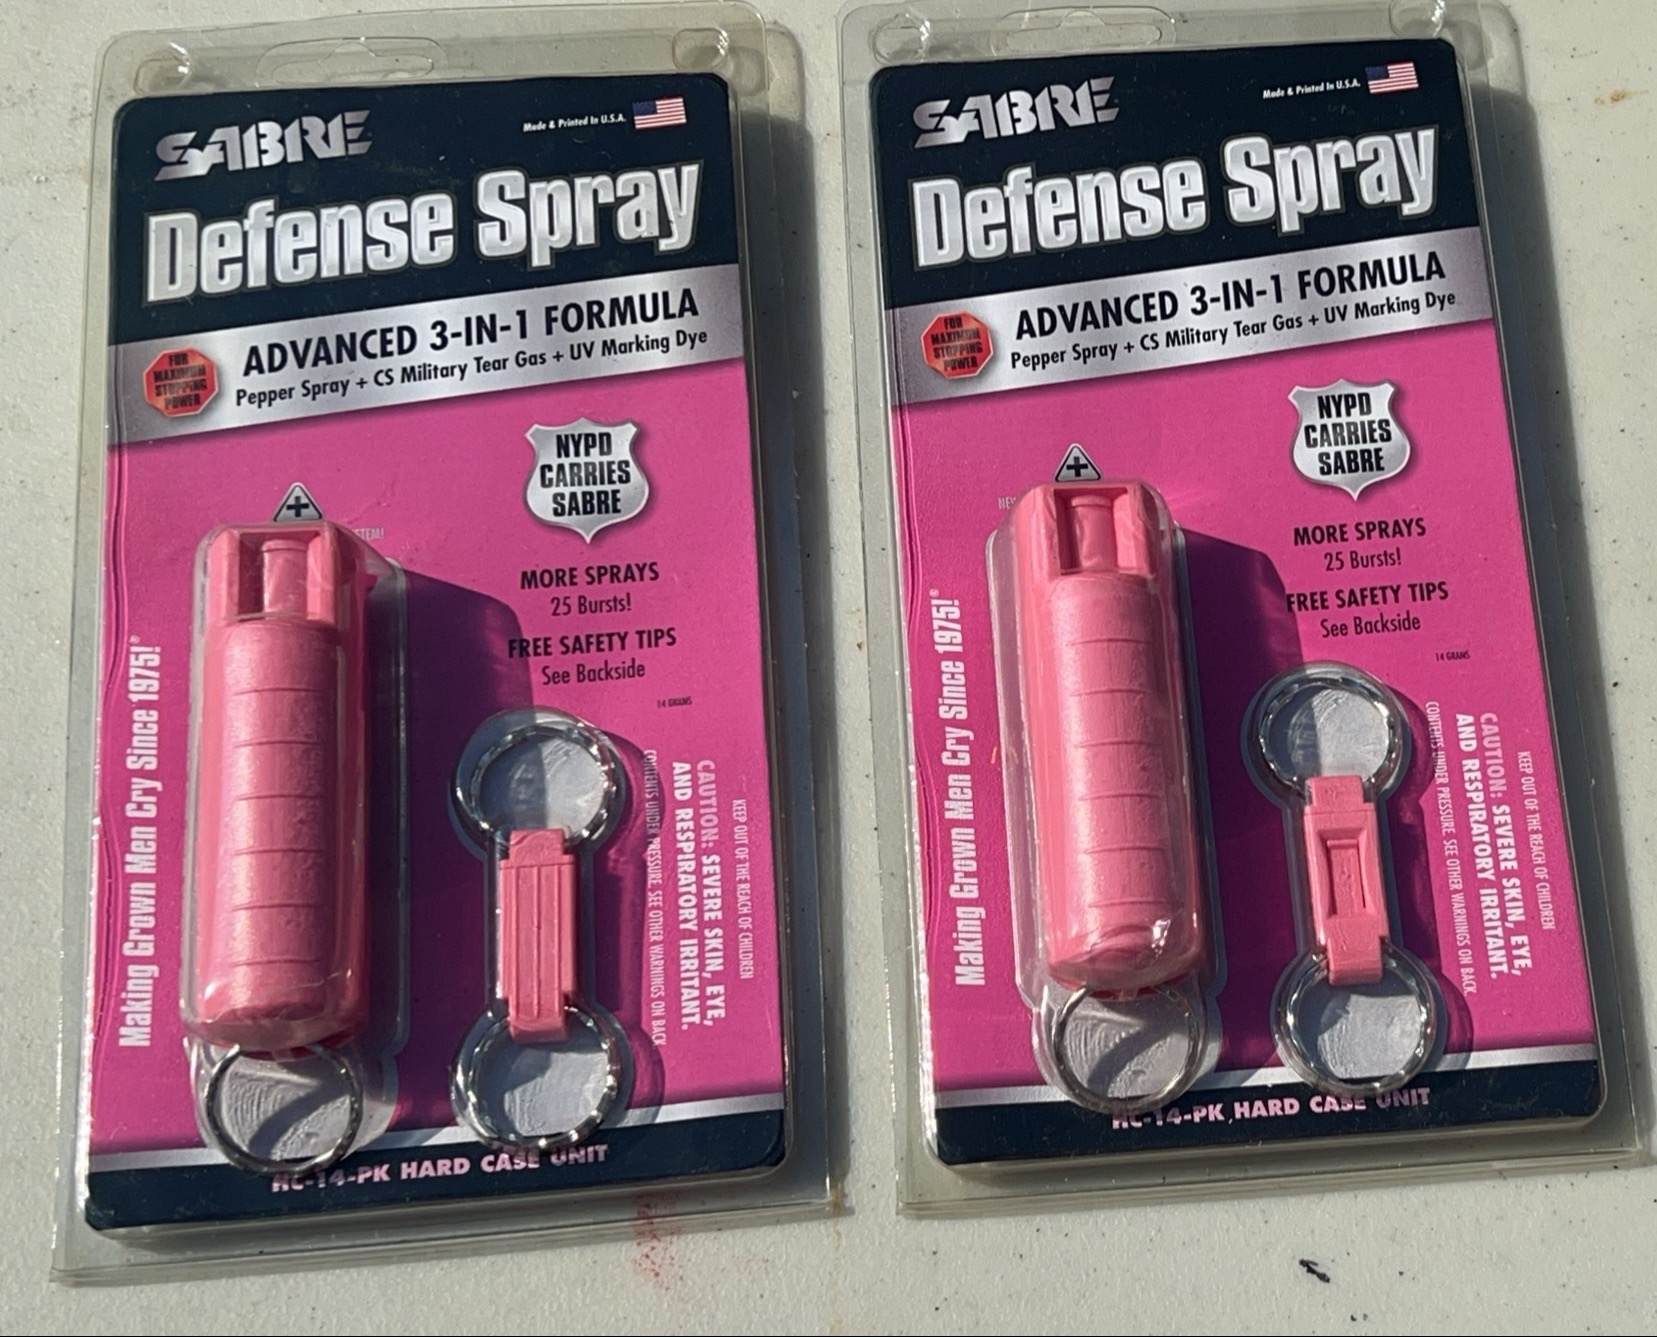 SABRE
Made & Printed In U.S.A.
Defense Spray
ADVANCED 3-IN-1 FORMULA
Pepper Spray + CS Military Tear Gas + UV Marking Dye
FOR
MAXIMUM
STOPPING
POWER
NYPD
CARRIES
SABRE
MORE SPRAYS
25 Bursts!
FREE SAFETY TIPS
See Backside
14 GRAMS
Making Grown Men Cry Since 1975!®
KEEP OUT OF THE REACH OF CHILDREN
CAUTION: SEVERE SKIN, EYE,
AND RESPIRATORY IRRITANT.
CONTENTS UNDER PRESSURE SEE OTHER WARNINGS ON BACK
HC-14-PK HARD CASE UNIT
SABRE
Made & Printed In U.S.A.
Defense Spray
ADVANCED 3-IN-1 FORMULA
Pepper Spray + CS Military Tear Gas + UV Marking Dye
FOR
MAXIMUM
STOPPING
POWER
NYPD
CARRIES
SABRE
MORE SPRAYS
25 Bursts!
FREE SAFETY TIPS
See Backside
14 GRAMS
Making Grown Men Cry Since 1975!®
KEEP OUT OF THE REACH OF CHILDREN
CAUTION: SEVERE SKIN, EYE,
AND RESPIRATORY IRRITANT.
CONTENTS UNDER PRESSURE SEE OTHER WARNINGS ON BACK
HC-14-PK HARD CASE UNIT